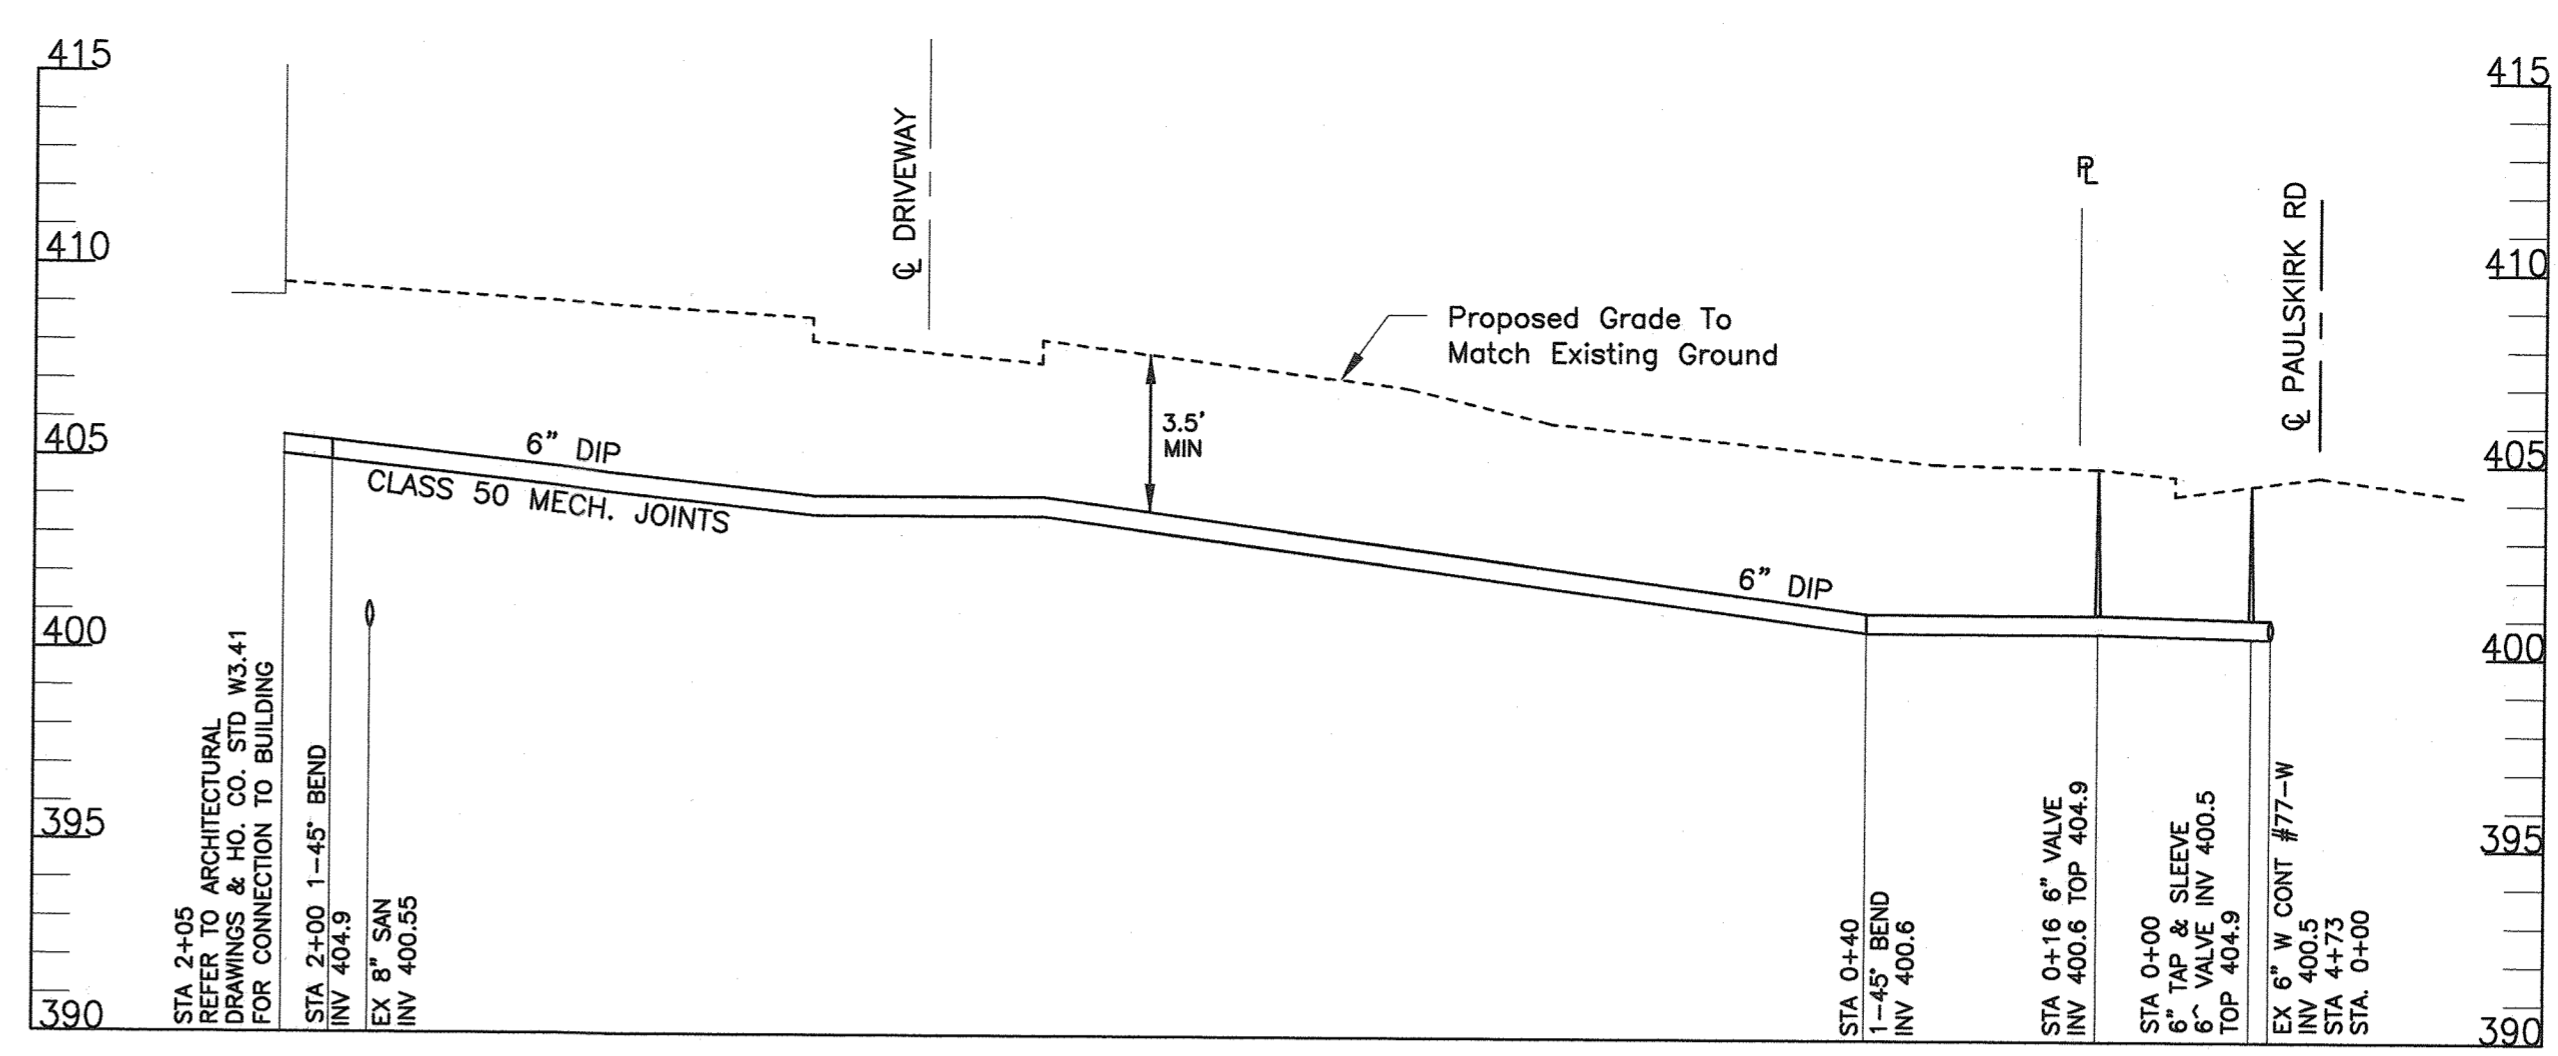 415
410
405
400
395
390
℄ DRIVEWAY
Proposed Grade To
Match Existing Ground
3.5'
MIN
6" DIP
CLASS 50 MECH. JOINTS
6" DIP
℄ PAULSKIRK RD
PL
STA 2+05
REFER TO ARCHITECTURAL
DRAWINGS & HO. CO. STD W3.41
FOR CONNECTION TO BUILDING
STA 2+00 1-45° BEND
INV 404.9
EX 8" SAN
INV 400.55
STA 0+40
1-45° BEND
INV 400.6
STA 0+16 6" VALVE
INV 400.6 TOP 404.9
STA 0+00
6" TAP & SLEEVE
6^ VALVE INV 400.5
TOP 404.9
EX 6" W CONT #77-W
INV 400.5
STA 4+73
STA. 0+00
415
410
405
400
395
390